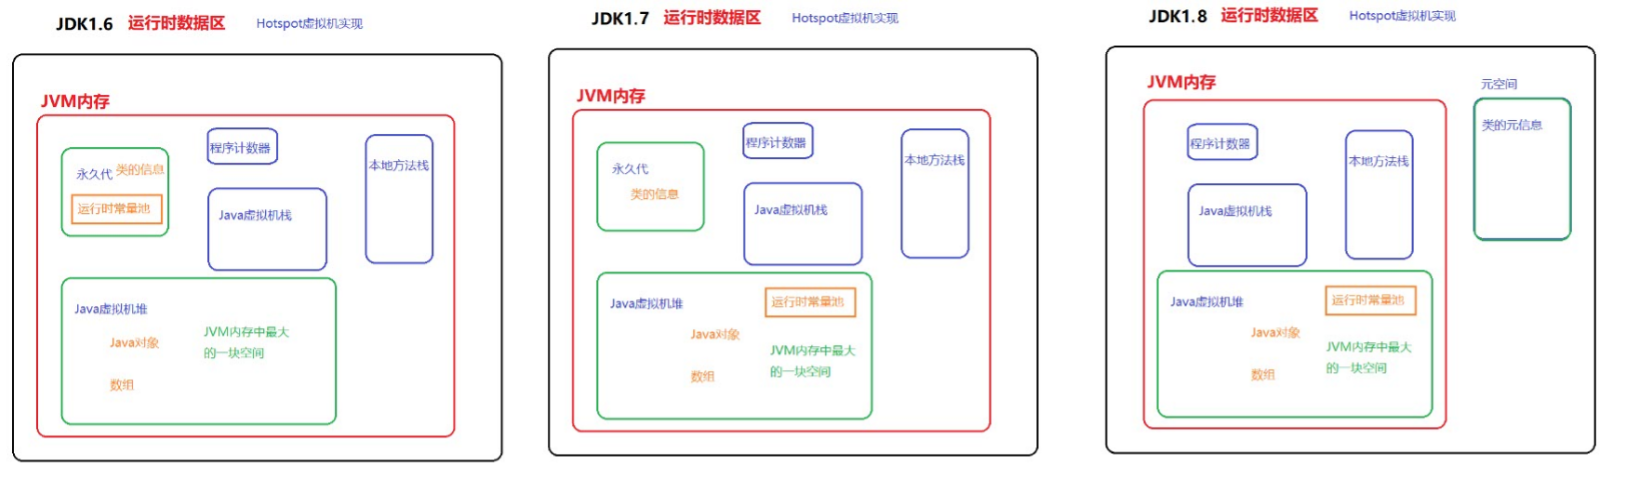 JDK1.6 运行时数据区 Hotspot虚拟机实现
JVM内存
程序计数器
本地方法栈
永久代 类的信息
运行时常量池
Java虚拟机栈
Java虚拟机堆
JVM内存中最大
的一块空间
Java对象
数组
JDK1.7 运行时数据区 Hotspot虚拟机实现
JVM内存
程序计数器
本地方法栈
永久代
类的信息
Java虚拟机栈
Java虚拟机堆
运行时常量池
Java对象
JVM内存中最大
的一块空间
数组
JDK1.8 运行时数据区 Hotspot虚拟机实现
JVM内存
元空间
类的元信息
程序计数器
本地方法栈
Java虚拟机栈
Java虚拟机堆
运行时常量池
Java对象
JVM内存中最大
的一块空间
数组